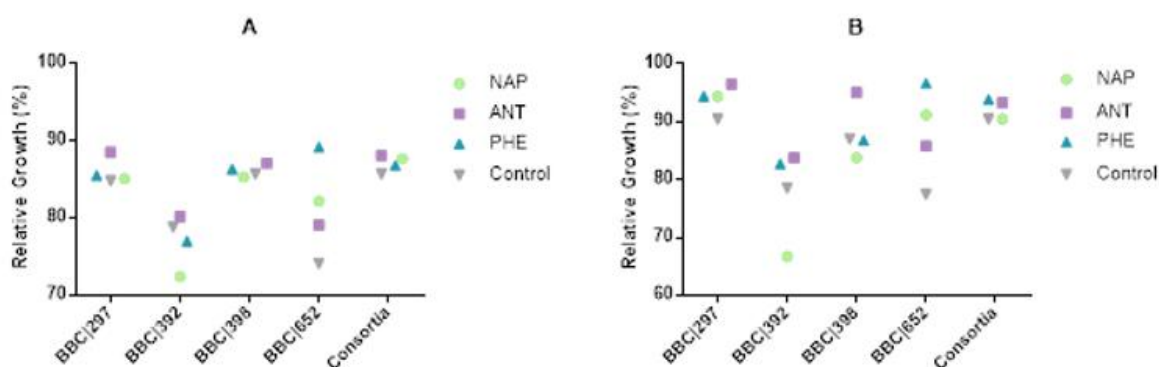 A
Relative Growth (%)
100
90
80
70
BBC|297
BBC|392
BBC|398
BBC|652
Consortia
NAP
ANT
PHE
Control
B
Relative Growth (%)
100
90
80
70
60
BBC|297
BBC|392
BBC|398
BBC|652
Consortia
NAP
ANT
PHE
Control